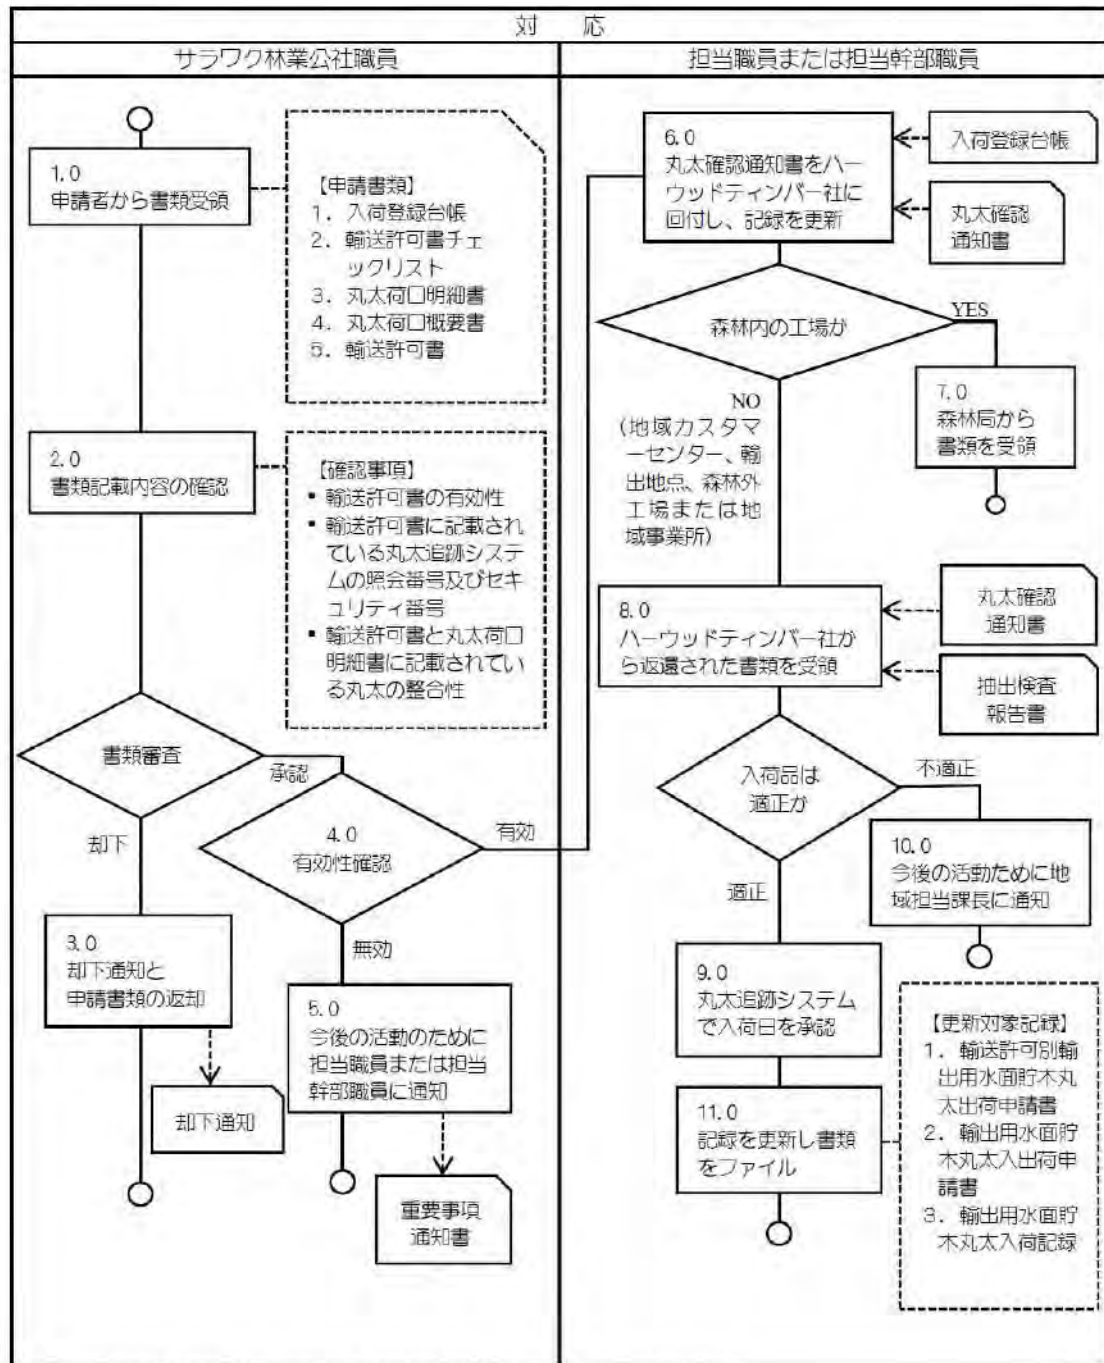 対　応
サラワク林業公社職員
担当職員または担当幹部職員
1.0
申請者から書類受領
【申請書類】
1. 入荷登録台帳
2. 輸送許可書チェ
ックリスト
3. 丸太荷口明細書
4. 丸太荷口概要書
5. 輸送許可書
2.0
書類記載内容の確認
【確認事項】
▪ 輸送許可書の有効性
▪ 輸送許可書に記載され
ている丸太追跡システ
ムの照会番号及びセキ
ュリティ番号
▪ 輸送許可書と丸太荷口
明細書に記載されてい
る丸太の整合性
書類審査
承認
却下
4.0
有効性確認
有効
無効
3.0
却下通知と
申請書類の返却
却下通知
5.0
今後の活動のために
担当職員または担当
幹部職員に通知
重要事項
通知書
6.0
丸太確認通知書をハー
ウッドティンバー社に
回付し、記録を更新
入荷登録台帳
丸太確認
通知書
森林内の工場か
YES
7.0
森林局から
書類を受領
NO
(地域カスタマ
ーセンター、輸
出地点、森林外
工場または地
域事業所)
8.0
ハーウッドティンバー社か
ら返還された書類を受領
丸太確認
通知書
抽出検査
報告書
入荷品は
適正か
不適正
10.0
今後の活動ために地
域担当課長に通知
適正
9.0
丸太追跡システム
で入荷日を承認
11.0
記録を更新し書類
をファイル
【更新対象記録】
1. 輸送許可別輸
出用水面貯木丸
太出荷申請書
2. 輸出用水面貯
木丸太入出荷申
請書
3. 輸出用水面貯
木丸太入荷記録